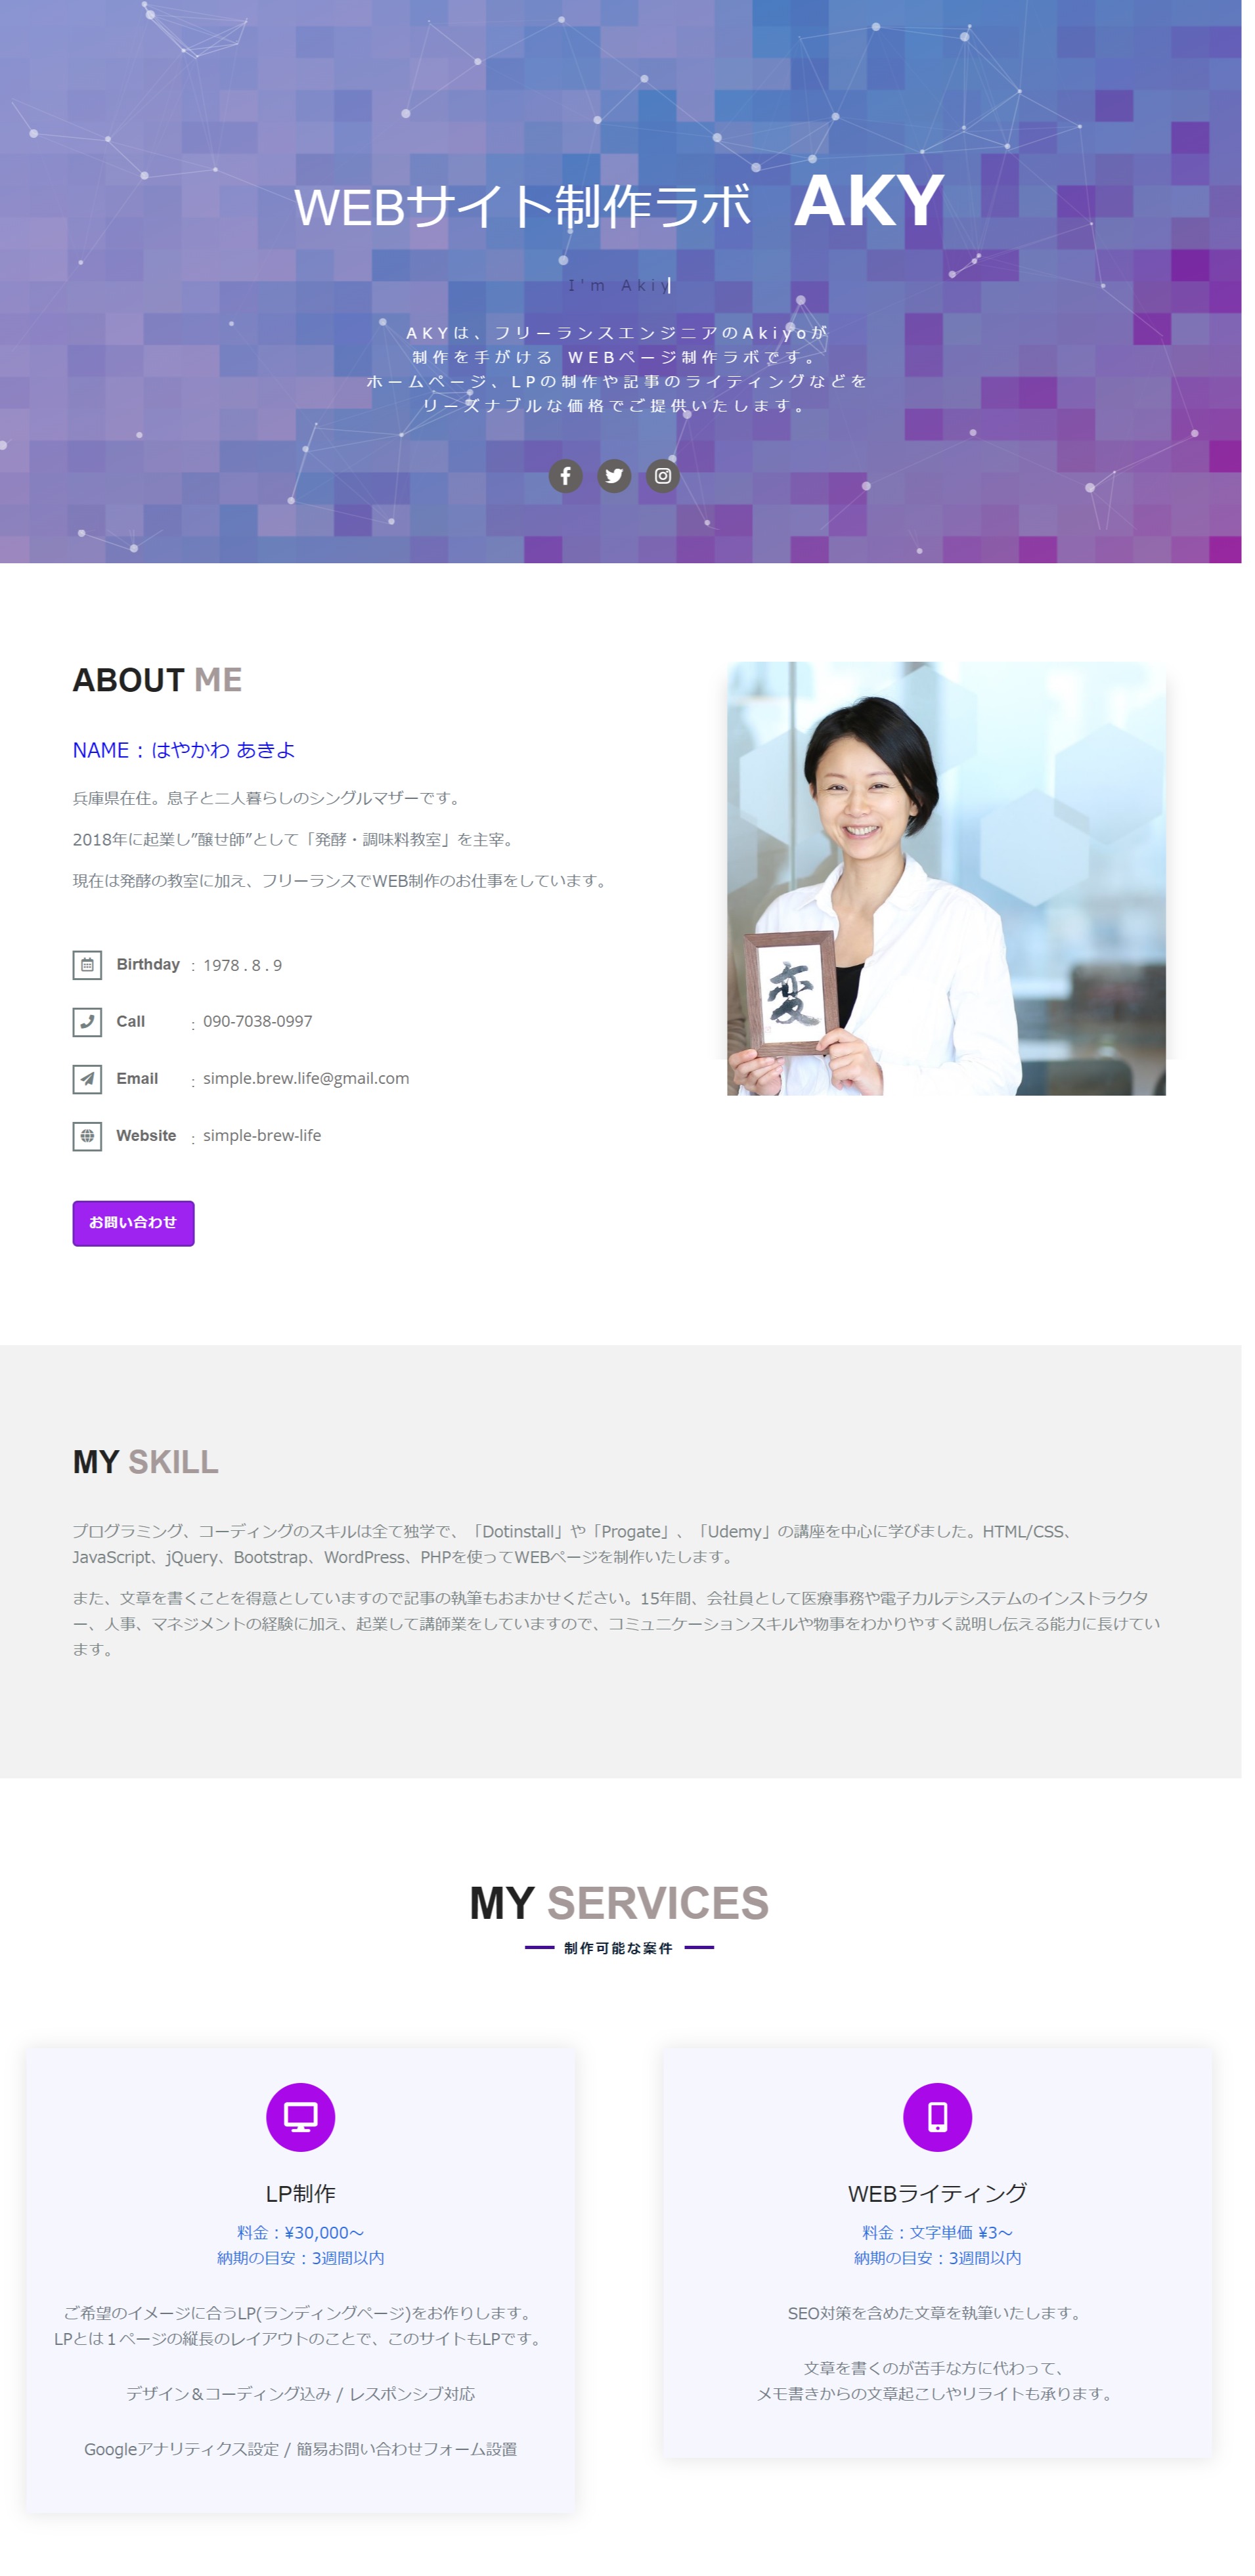 WEBサイト制作ラボ AKY
I'm Akiy
AKYは、フリーランスエンジニアのAkiyoが
制作を手がける WEBページ制作ラボです。
ホームページ、LPの制作や記事のライティングなどを
リーズナブルな価格でご提供いたします。
ABOUT ME
NAME : はやかわ あきよ
兵庫県在住。息子と二人暮らしのシングルマザーです。
2018年に起業し”醸せ師”として「発酵・調味料教室」を主宰。
現在は発酵の教室に加え、フリーランスでWEB制作のお仕事をしています。
変
Birthday : 1978 . 8 . 9
Call : 090-7038-0997
Email : simple.brew.life@gmail.com
Website : simple-brew-life
お問い合わせ
MY SKILL
プログラミング、コーディングのスキルは全て独学で、「Dotinstall」や「Progate」、「Udemy」の講座を中心に学びました。HTML/CSS、
JavaScript、jQuery、Bootstrap、WordPress、PHPを使ってWEBページを制作いたします。
また、文章を書くことを得意としていますので記事の執筆もおまかせください。15年間、会社員として医療事務や電子カルテシステムのインストラクタ
ー、人事、マネジメントの経験に加え、起業して講師業をしていますので、コミュニケーションスキルや物事をわかりやすく説明し伝える能力に長けてい
ます。
MY SERVICES
制作可能な案件
LP制作
料金：¥30,000〜
納期の目安：3週間以内
ご希望のイメージに合うLP(ランディングページ)をお作りします。
LPとは１ページの縦長のレイアウトのことで、このサイトもLPです。
デザイン＆コーディング込み / レスポンシブ対応
Googleアナリティクス設定 / 簡易お問い合わせフォーム設置
WEBライティング
料金：文字単価 ¥3〜
納期の目安：3週間以内
SEO対策を含めた文章を執筆いたします。
文章を書くのが苦手な方に代わって、
メモ書きからの文章起こしやリライトも承ります。